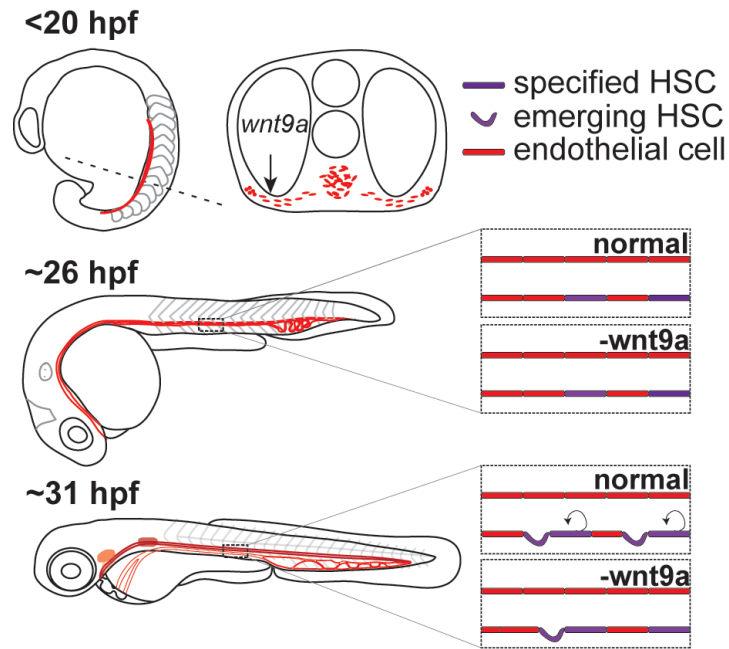 <20 hpf
wnt9a
specified HSC
emerging HSC
endothelial cell
~26 hpf
normal
-wnt9a
~31 hpf
normal
-wnt9a